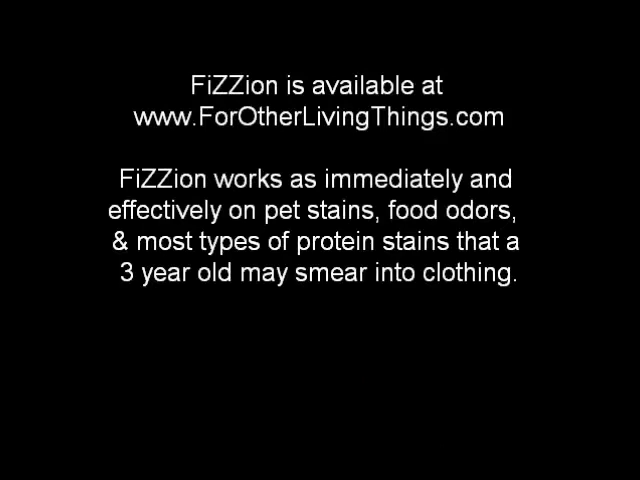 FiZZion is available at
www.ForOtherLivingThings.com
FiZZion works as immediately and
effectively on pet stains, food odors,
& most types of protein stains that a
3 year old may smear into clothing.